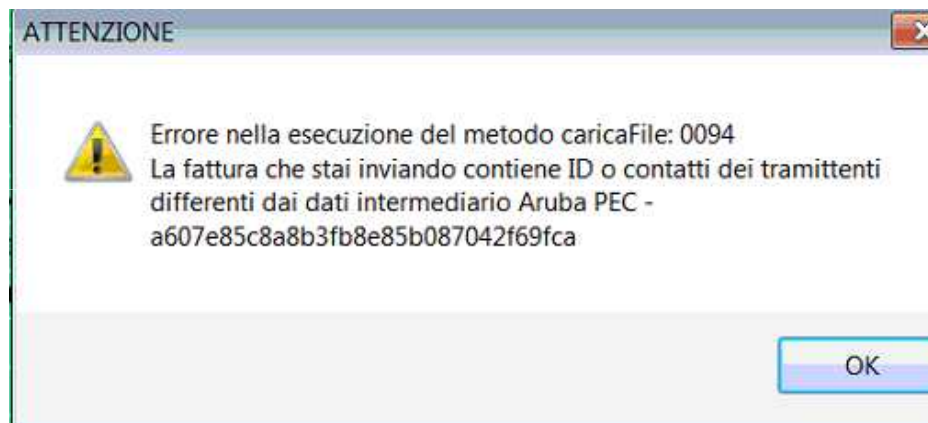 ATTENZIONE
Errore nella esecuzione del metodo caricaFile: 0094
La fattura che stai inviando contiene ID o contatti dei tramittenti
differenti dai dati intermediario Aruba PEC -
a607e85c8a8b3fb8e85b087042f69fca
OK